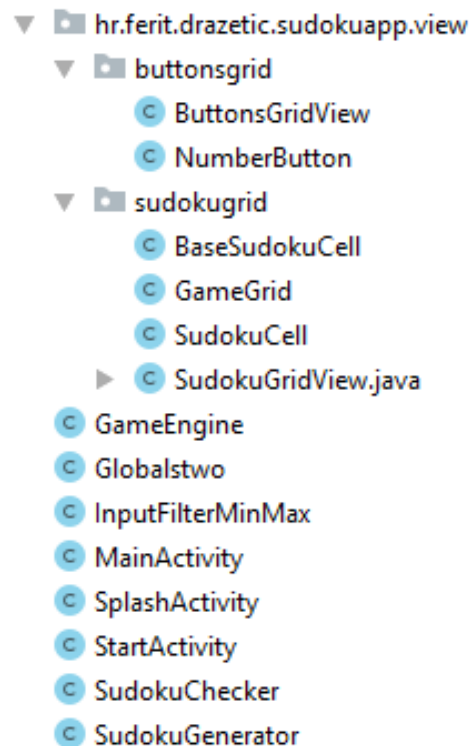 hr.ferit.drazetic.sudokuapp.view
buttonsgrid
ButtonsGridView
NumberButton
sudokugrid
BaseSudokuCell
GameGrid
SudokuCell
SudokuGridView.java
GameEngine
Globalstwo
InputFilterMinMax
MainActivity
SplashActivity
StartActivity
SudokuChecker
SudokuGenerator